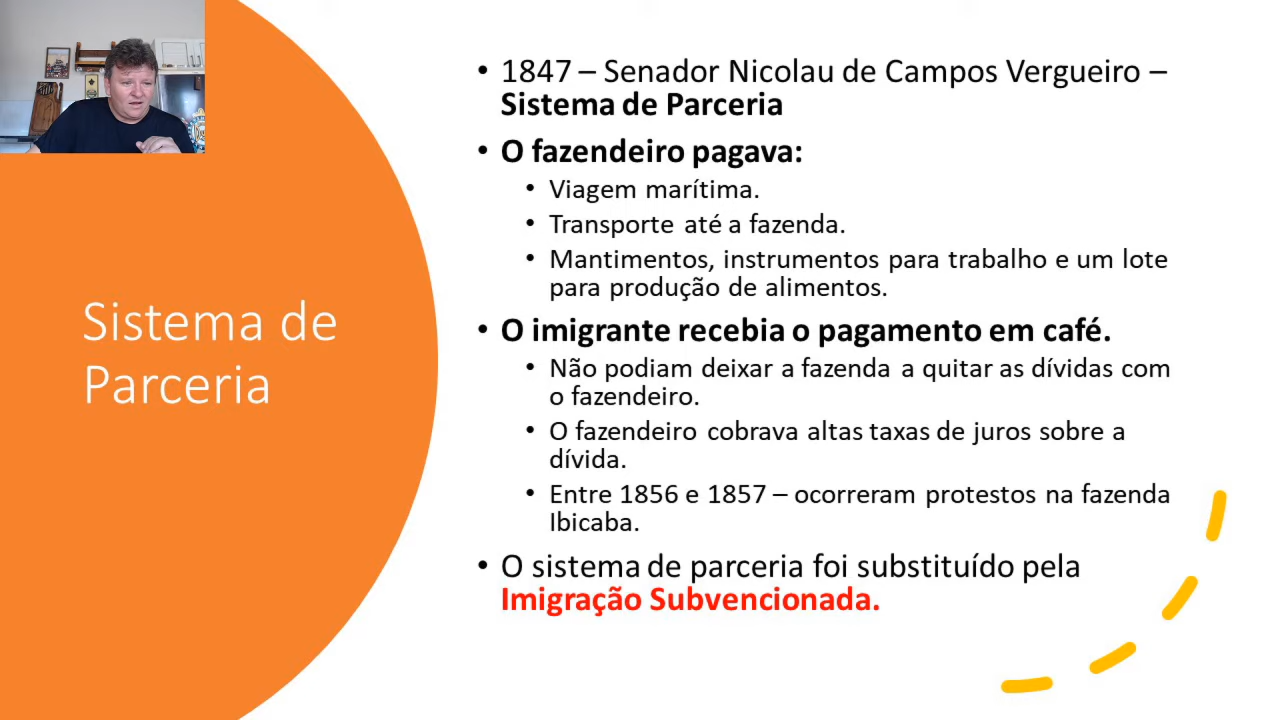 Sistema de
Parceria
• 1847 – Senador Nicolau de Campos Vergueiro –
Sistema de Parceria
• O fazendeiro pagava:
• Viagem marítima.
• Transporte até a fazenda.
• Mantimentos, instrumentos para trabalho e um lote
para produção de alimentos.
• O imigrante recebia o pagamento em café.
• Não podiam deixar a fazenda a quitar as dívidas com
o fazendeiro.
• O fazendeiro cobrava altas taxas de juros sobre a
dívida.
• Entre 1856 e 1857 – ocorreram protestos na fazenda
Ibicaba.
• O sistema de parceria foi substituído pela
Imigração Subvencionada.